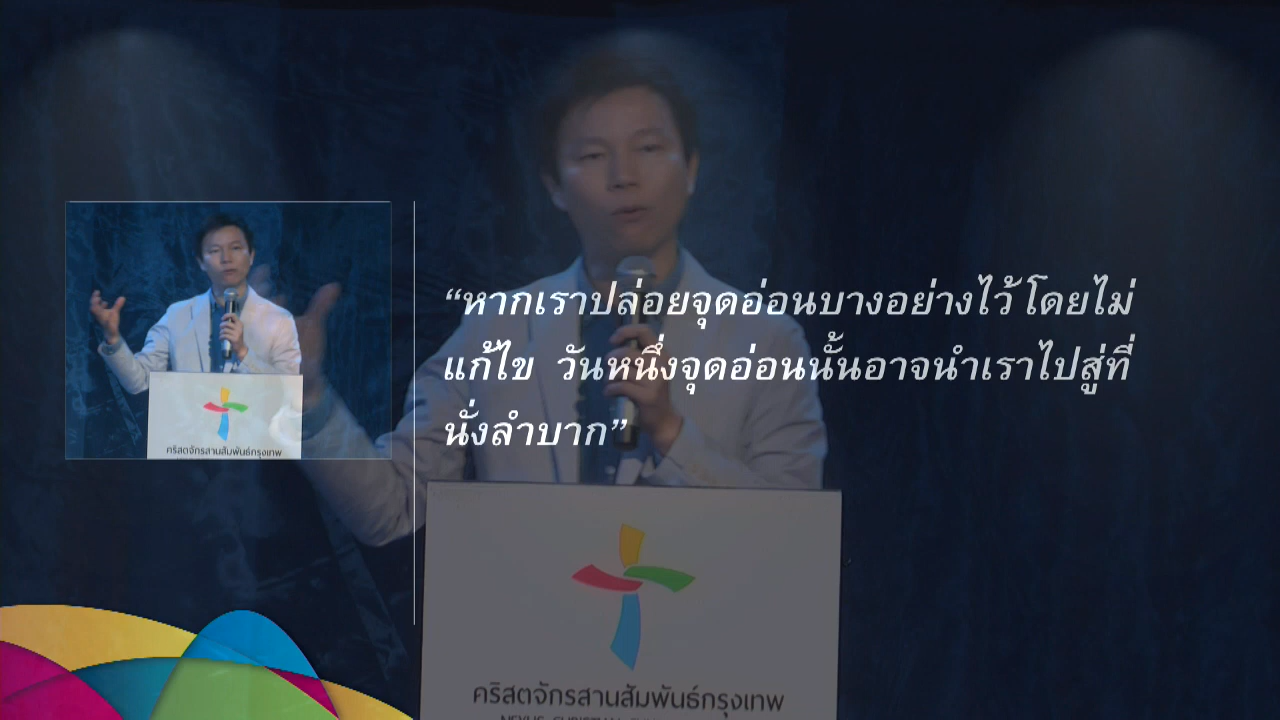 “หากเราปล่อยจุดอ่อนบางอย่างไว้ โดยไม่
แก้ไข วันหนึ่งจุดอ่อนนั้นอาจนำเราไปสู่ที่
นั่งลำบาก”
คริสตจักรสานสัมพันธ์กรุงเทพ
คริสตจักรสานสัมพันธ์กรุงเทพ